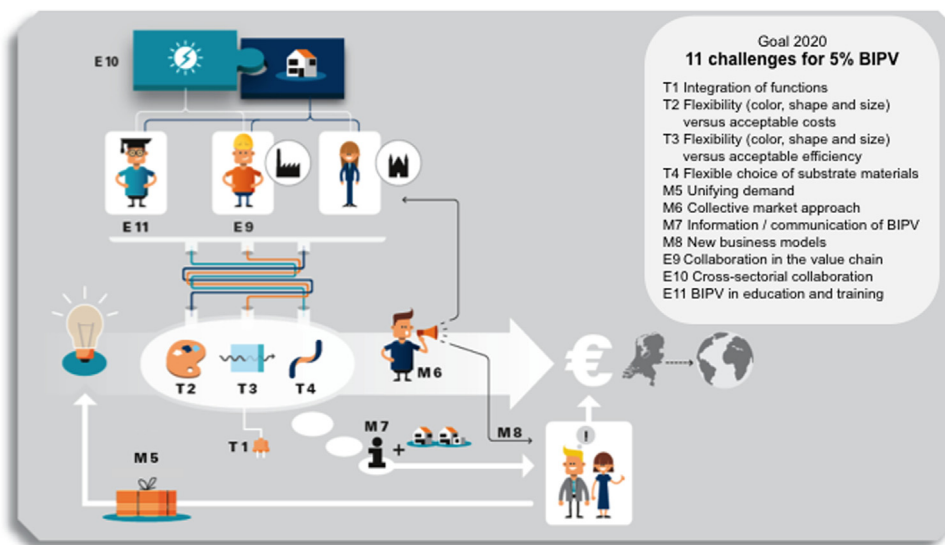 Goal 2020
11 challenges for 5% BIPV
T1 Integration of functions
T2 Flexibility (color, shape and size)
versus acceptable costs
T3 Flexibility (color, shape and size)
versus acceptable efficiency
T4 Flexible choice of substrate materials
M5 Unifying demand
M6 Collective market approach
M7 Information / communication of BIPV
M8 New business models
E9 Collaboration in the value chain
E10 Cross-sectorial collaboration
E11 BIPV in education and training
E10
E11
E9
T2
T3
T4
M6
€
T1
M7
i
+
M8
!
M5